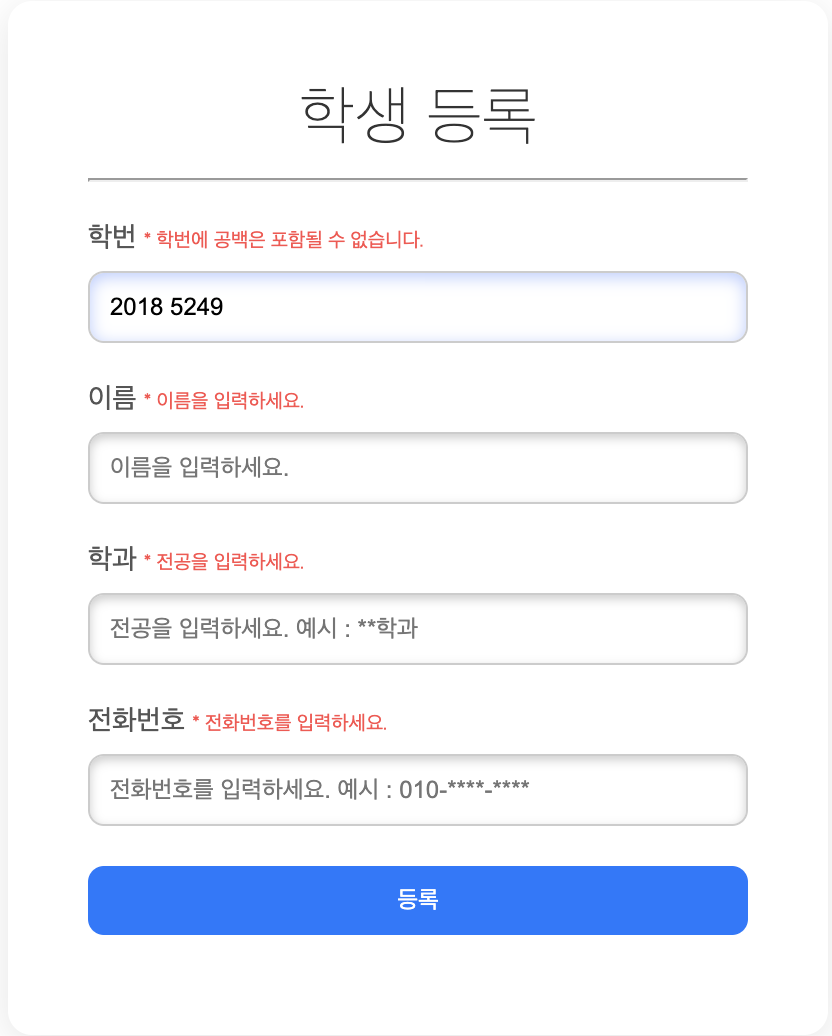 학생 등록
학번 * 학번에 공백은 포함될 수 없습니다.
2018 5249
이름 * 이름을 입력하세요.
이름을 입력하세요.
학과 * 전공을 입력하세요.
전공을 입력하세요. 예시 : **학과
전화번호 * 전화번호를 입력하세요.
전화번호를 입력하세요. 예시 : 010-****-****
등록